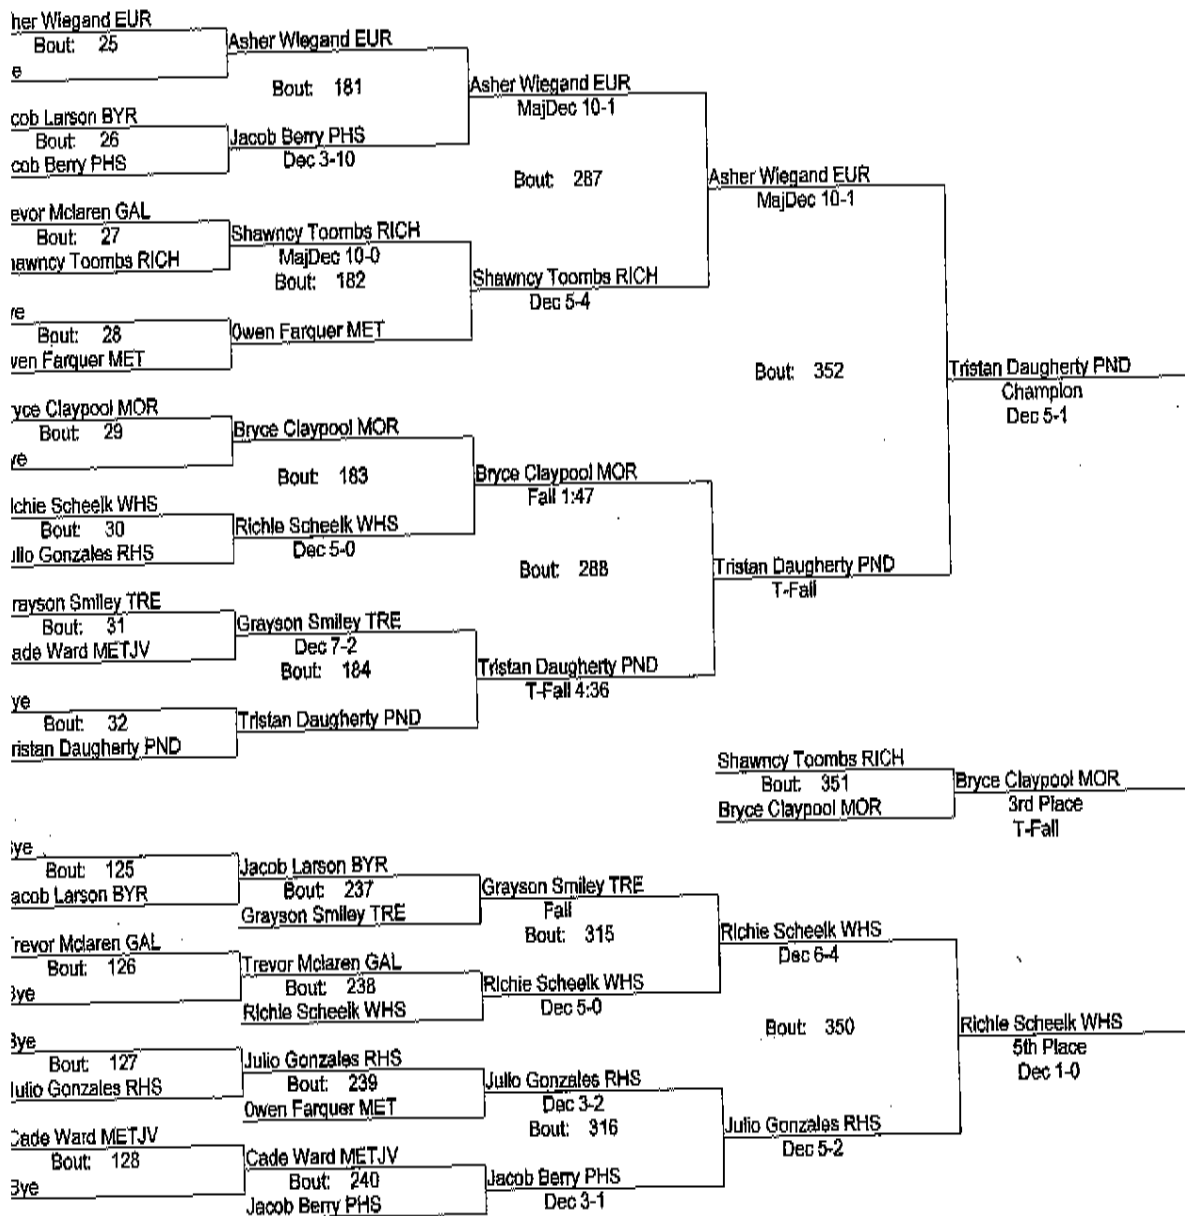 her Wiegand EUR
Bout: 25
e
Asher Wiegand EUR
Bout: 181
cob Larson BYR
Bout: 26
cob Berry PHS
Jacob Berry PHS
Dec 3-10
Asher Wiegand EUR
MajDec 10-1
Bout: 287
evor Mclaren GAL
Bout: 27
hawncy Toombs RICH
Shawncy Toombs RICH
MajDec 10-0
Bout: 182
ye
Bout: 28
wen Farquer MET
Owen Farquer MET
Shawncy Toombs RICH
Dec 5-4
Asher Wiegand EUR
MajDec 10-1
Bout: 352
Tristan Daugherty PND
Champion
Dec 5-1
ryce Claypool MOR
Bout: 29
ye
Bryce Claypool MOR
Bout: 183
ichie Scheelk WHS
Bout: 30
ulio Gonzales RHS
Richie Scheelk WHS
Dec 5-0
Bryce Claypool MOR
Fall 1:47
Bout: 288
rayson Smiley TRE
Bout: 31
ade Ward METJV
Grayson Smiley TRE
Dec 7-2
Bout: 184
ye
Bout: 32
ristan Daugherty PND
Tristan Daugherty PND
Tristan Daugherty PND
T-Fall 4:36
Tristan Daugherty PND
T-Fall
Shawncy Toombs RICH
Bout: 351
Bryce Claypool MOR
Bryce Claypool MOR
3rd Place
T-Fall
Bye
Bout: 125
Jacob Larson BYR
Jacob Larson BYR
Bout: 237
Grayson Smiley TRE
Grayson Smiley TRE
Fall
Bout: 315
Trevor Mclaren GAL
Bout: 126
Bye
Trevor Mclaren GAL
Bout: 238
Richie Scheelk WHS
Richie Scheelk WHS
Dec 5-0
Richie Scheelk WHS
Dec 6-4
Bout: 350
Richie Scheelk WHS
5th Place
Dec 1-0
Bye
Bout: 127
Julio Gonzales RHS
Julio Gonzales RHS
Bout: 239
Owen Farquer MET
Julio Gonzales RHS
Dec 3-2
Bout: 316
Cade Ward METJV
Bout: 128
Bye
Cade Ward METJV
Bout: 240
Jacob Berry PHS
Jacob Berry PHS
Dec 3-1
Julio Gonzales RHS
Dec 5-2